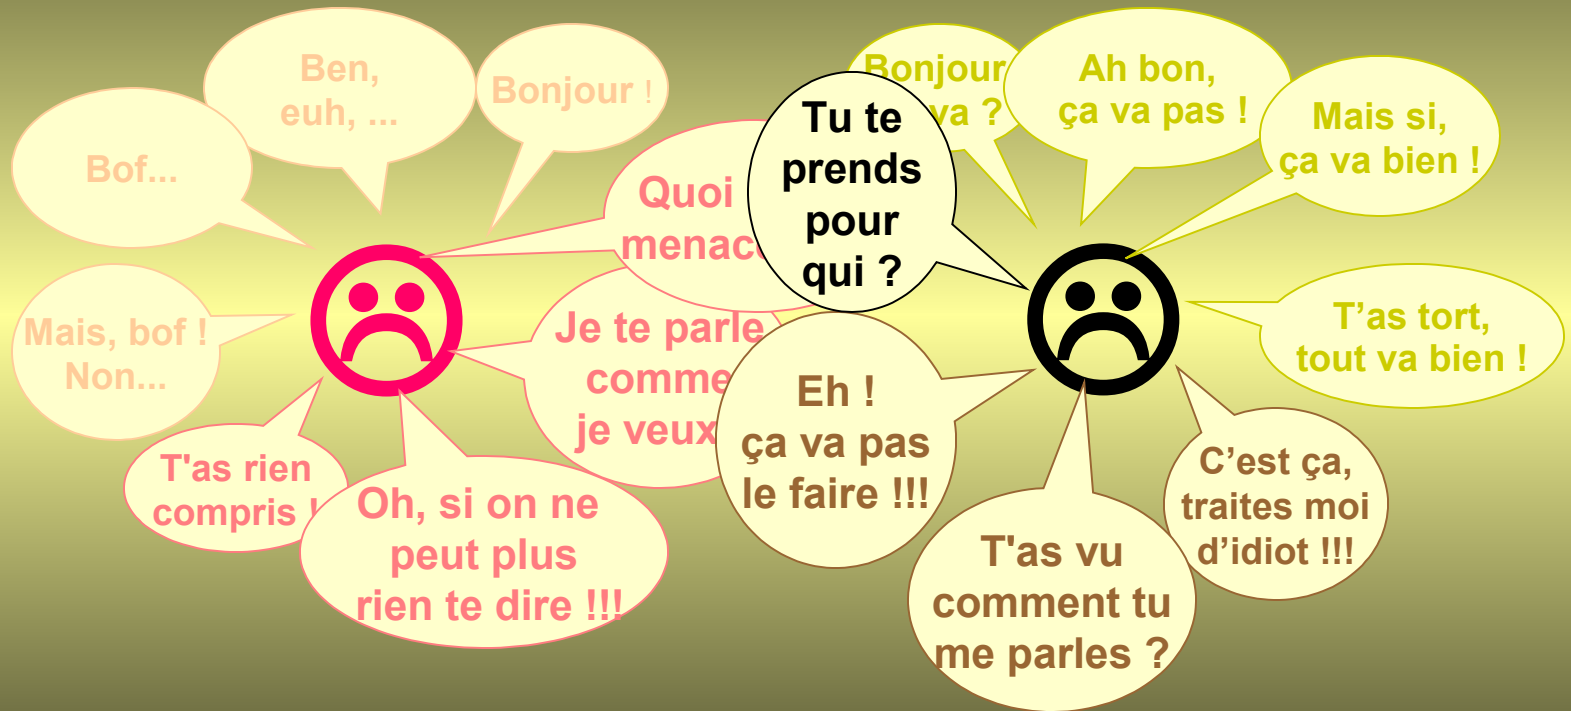 Bonjour !
Ben,
euh, ...
Bof...
Mais, bof !
Non...
T'as rien
compris !
Oh, si on ne
peut plus
rien te dire !!!
Je te parle
comme
je veux
Quoi
Bonjour
va ?
Ah bon,
ça va pas !
Mais si,
ça va bien !
T’as tort,
tout va bien !
C’est ça,
traites moi
d’idiot !!!
T'as vu
comment tu
me parles ?
Eh !
ça va pas
le faire !!!
Tu te
prends
pour
qui ?